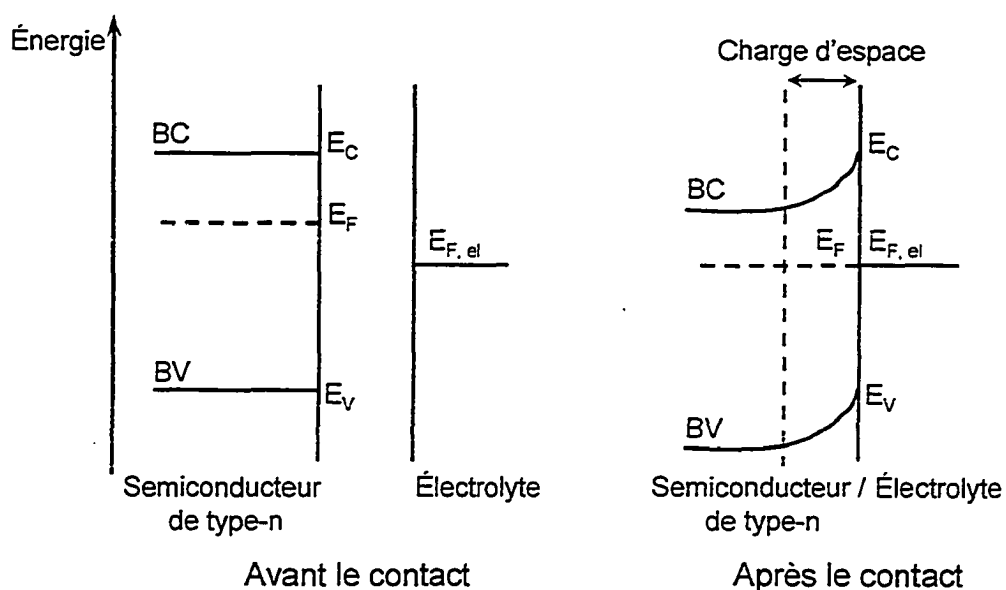 Énergie
BC
E_C
E_F
E_F, el
BV
E_V
Semiconducteur
de type-n
Électrolyte
Avant le contact
Charge d'espace
E_C
BC
E_F
E_F, el
E_V
BV
Semiconducteur / Électrolyte
de type-n
Après le contact